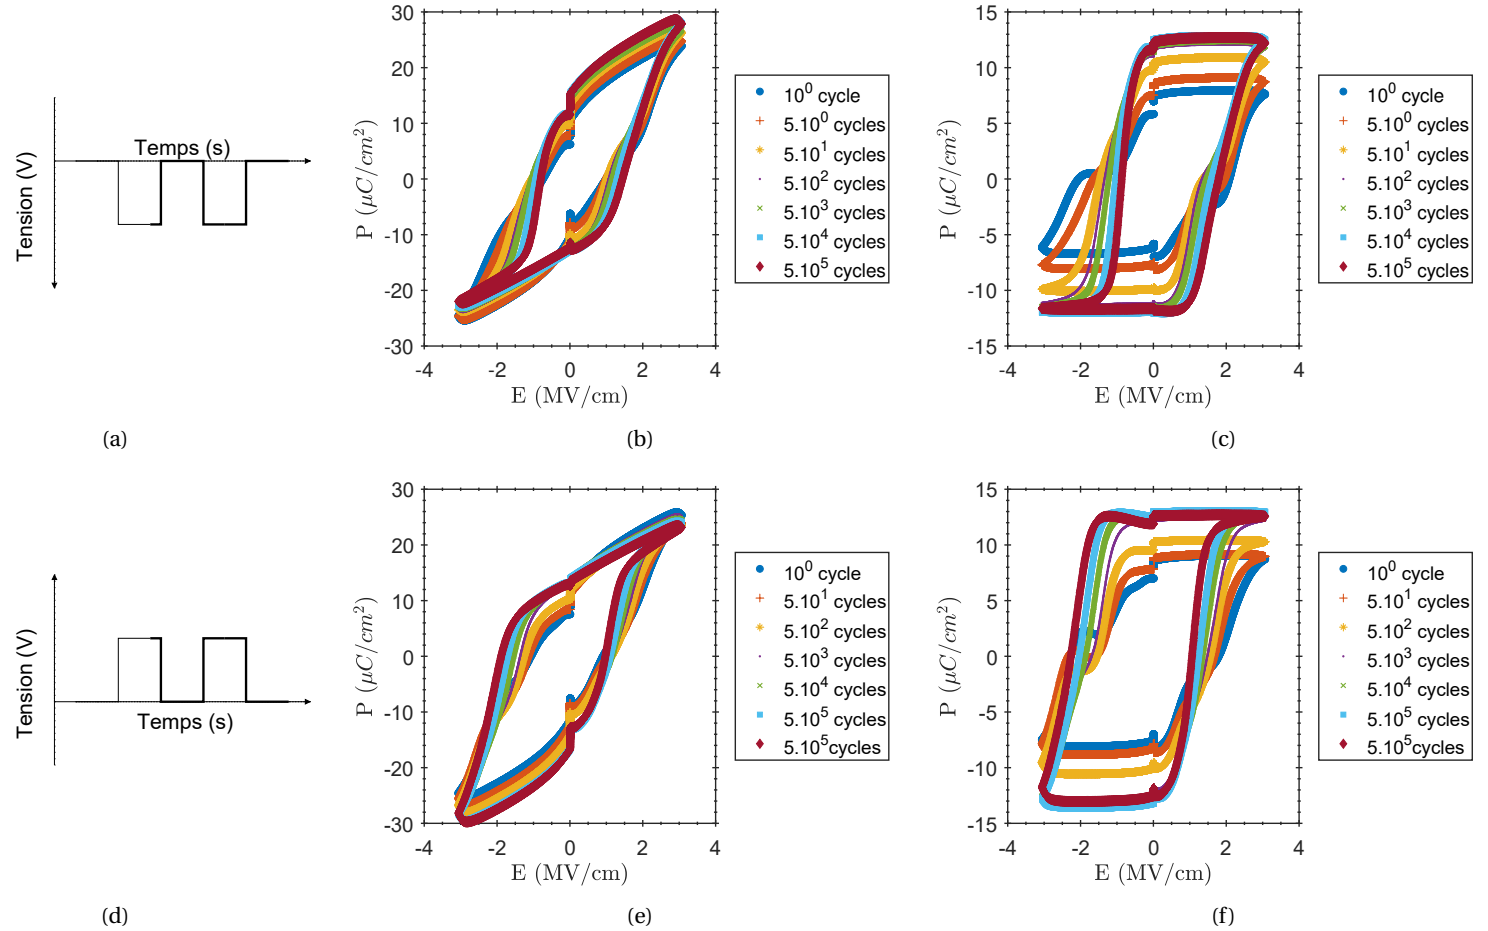 Tension (V)
Temps (s)
(a)
30
20
10
0
-10
-20
-30
P (μC/cm²)
-4 -2 0 2 4
E (MV/cm)
10⁰ cycle
5.10⁰ cycles
5.10¹ cycles
5.10² cycles
5.10³ cycles
5.10⁴ cycles
5.10⁵ cycles
(b)
15
10
5
0
-5
-10
-15
P (μC/cm²)
-4 -2 0 2 4
E (MV/cm)
10⁰ cycle
5.10⁰ cycles
5.10¹ cycles
5.10² cycles
5.10³ cycles
5.10⁴ cycles
5.10⁵ cycles
(c)
Tension (V)
Temps (s)
(d)
30
20
10
0
-10
-20
-30
P (μC/cm²)
-4 -2 0 2 4
E (MV/cm)
10⁰ cycle
5.10¹ cycles
5.10² cycles
5.10³ cycles
5.10⁴ cycles
5.10⁵ cycles
5.10⁵cycles
(e)
15
10
5
0
-5
-10
-15
P (μC/cm²)
-4 -2 0 2 4
E (MV/cm)
10⁰ cycle
5.10¹ cycles
5.10² cycles
5.10³ cycles
5.10⁴ cycles
5.10⁵ cycles
5.10⁵cycles
(f)